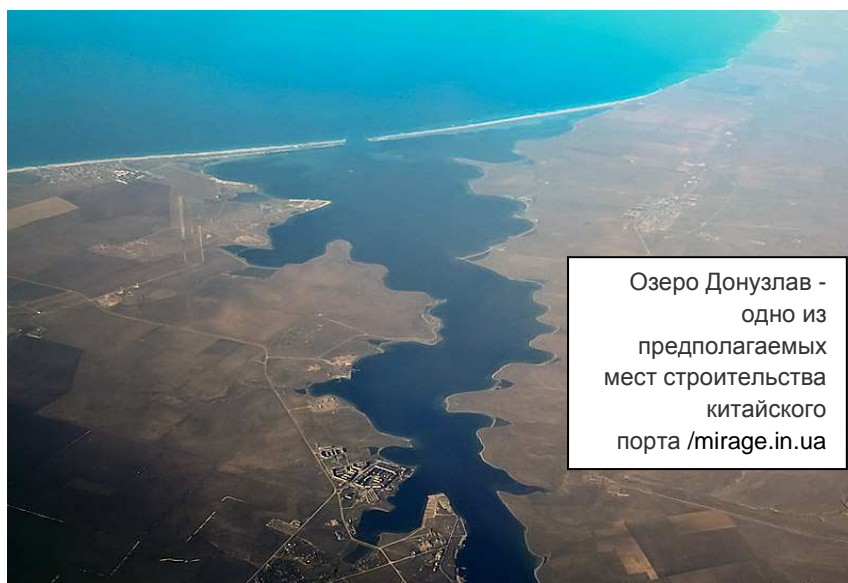 Озеро Донузлав -
одно из
предполагаемых
мест строительства
китайского
порта /mirage.in.ua